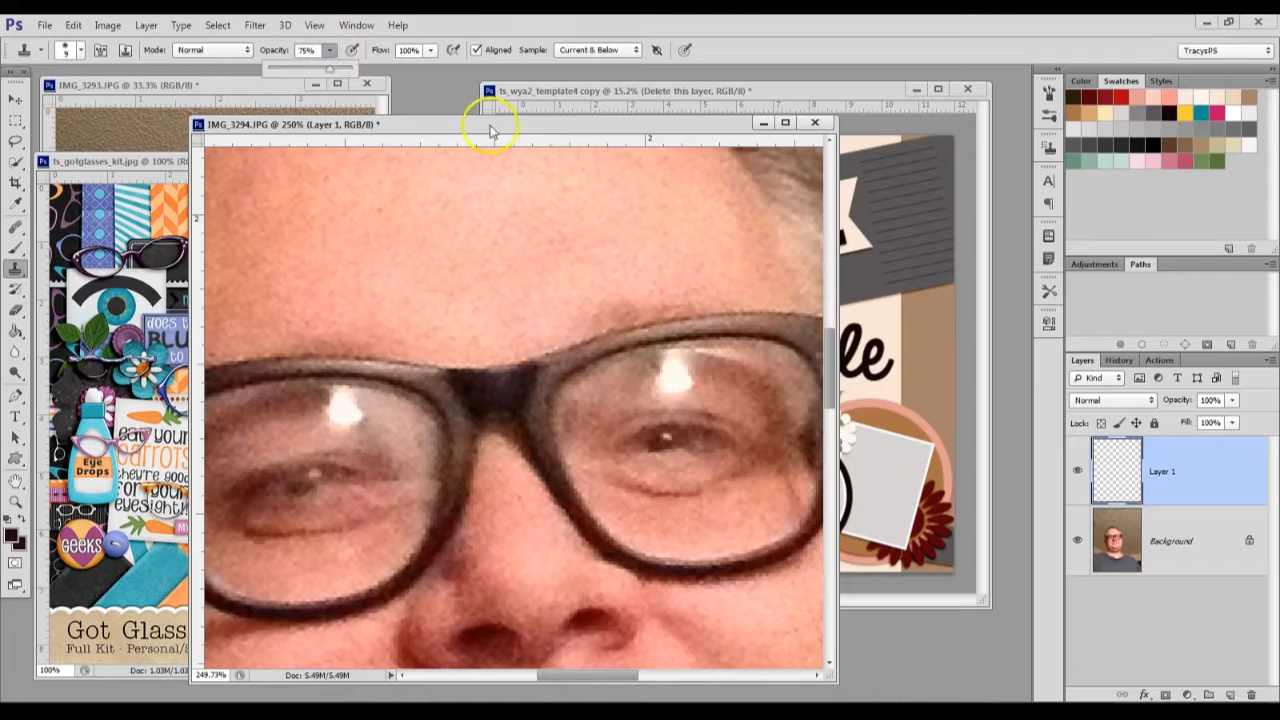 Ps File Edit Image Layer Type Select Filter 3D View Window Help
9 Mode: Normal Opacity: 75% Flow: 100% Aligned Sample: Current & Below TracysPS
IMG_3293.JPG @ 33.3% (RGB/8) *
ts_wya2_template4 copy @ 15.2% (Delete this layer, RGB/8) *
IMG_3294.JPG @ 250% (Layer 1, RGB/8) *
ts_gotglasses_kit.jpg @ 100% (RG
Color Swatches Styles
Adjustments Paths
Layers History Actions
Kind
Normal Opacity: 100%
Lock: Fill: 100%
Layer 1
Background
does t
BLU
to
eat your
carrots
they're good
for your
eyesight
Eye
Drops
GEEKS
Got Glass
Full Kit - Personal/S
le
100% Doc: 1.03M/1.03
249.73% Doc: 5.49M/5.49M